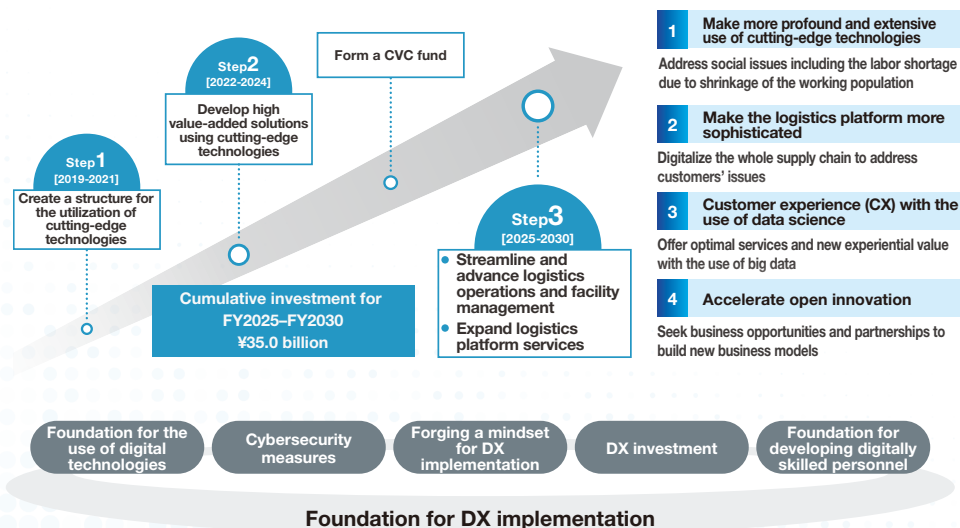 Step1
[2019-2021]
Create a structure for
the utilization of
cutting-edge
technologies
Step2
[2022-2024]
Develop high
value-added solutions
using cutting-edge
technologies
Form a CVC fund
Step3
[2025-2030]
● Streamline and
advance logistics
operations and facility
management
● Expand logistics
platform services
Cumulative investment for
FY2025–FY2030
¥35.0 billion
1
Make more profound and extensive
use of cutting-edge technologies
Address social issues including the labor shortage
due to shrinkage of the working population
2
Make the logistics platform more
sophisticated
Digitalize the whole supply chain to address
customers’ issues
3
Customer experience (CX) with the
use of data science
Offer optimal services and new experiential value
with the use of big data
4
Accelerate open innovation
Seek business opportunities and partnerships to
build new business models
Foundation for the
use of digital
technologies
Cybersecurity
measures
Forging a mindset
for DX
implementation
DX investment
Foundation for
developing digitally
skilled personnel
Foundation for DX implementation